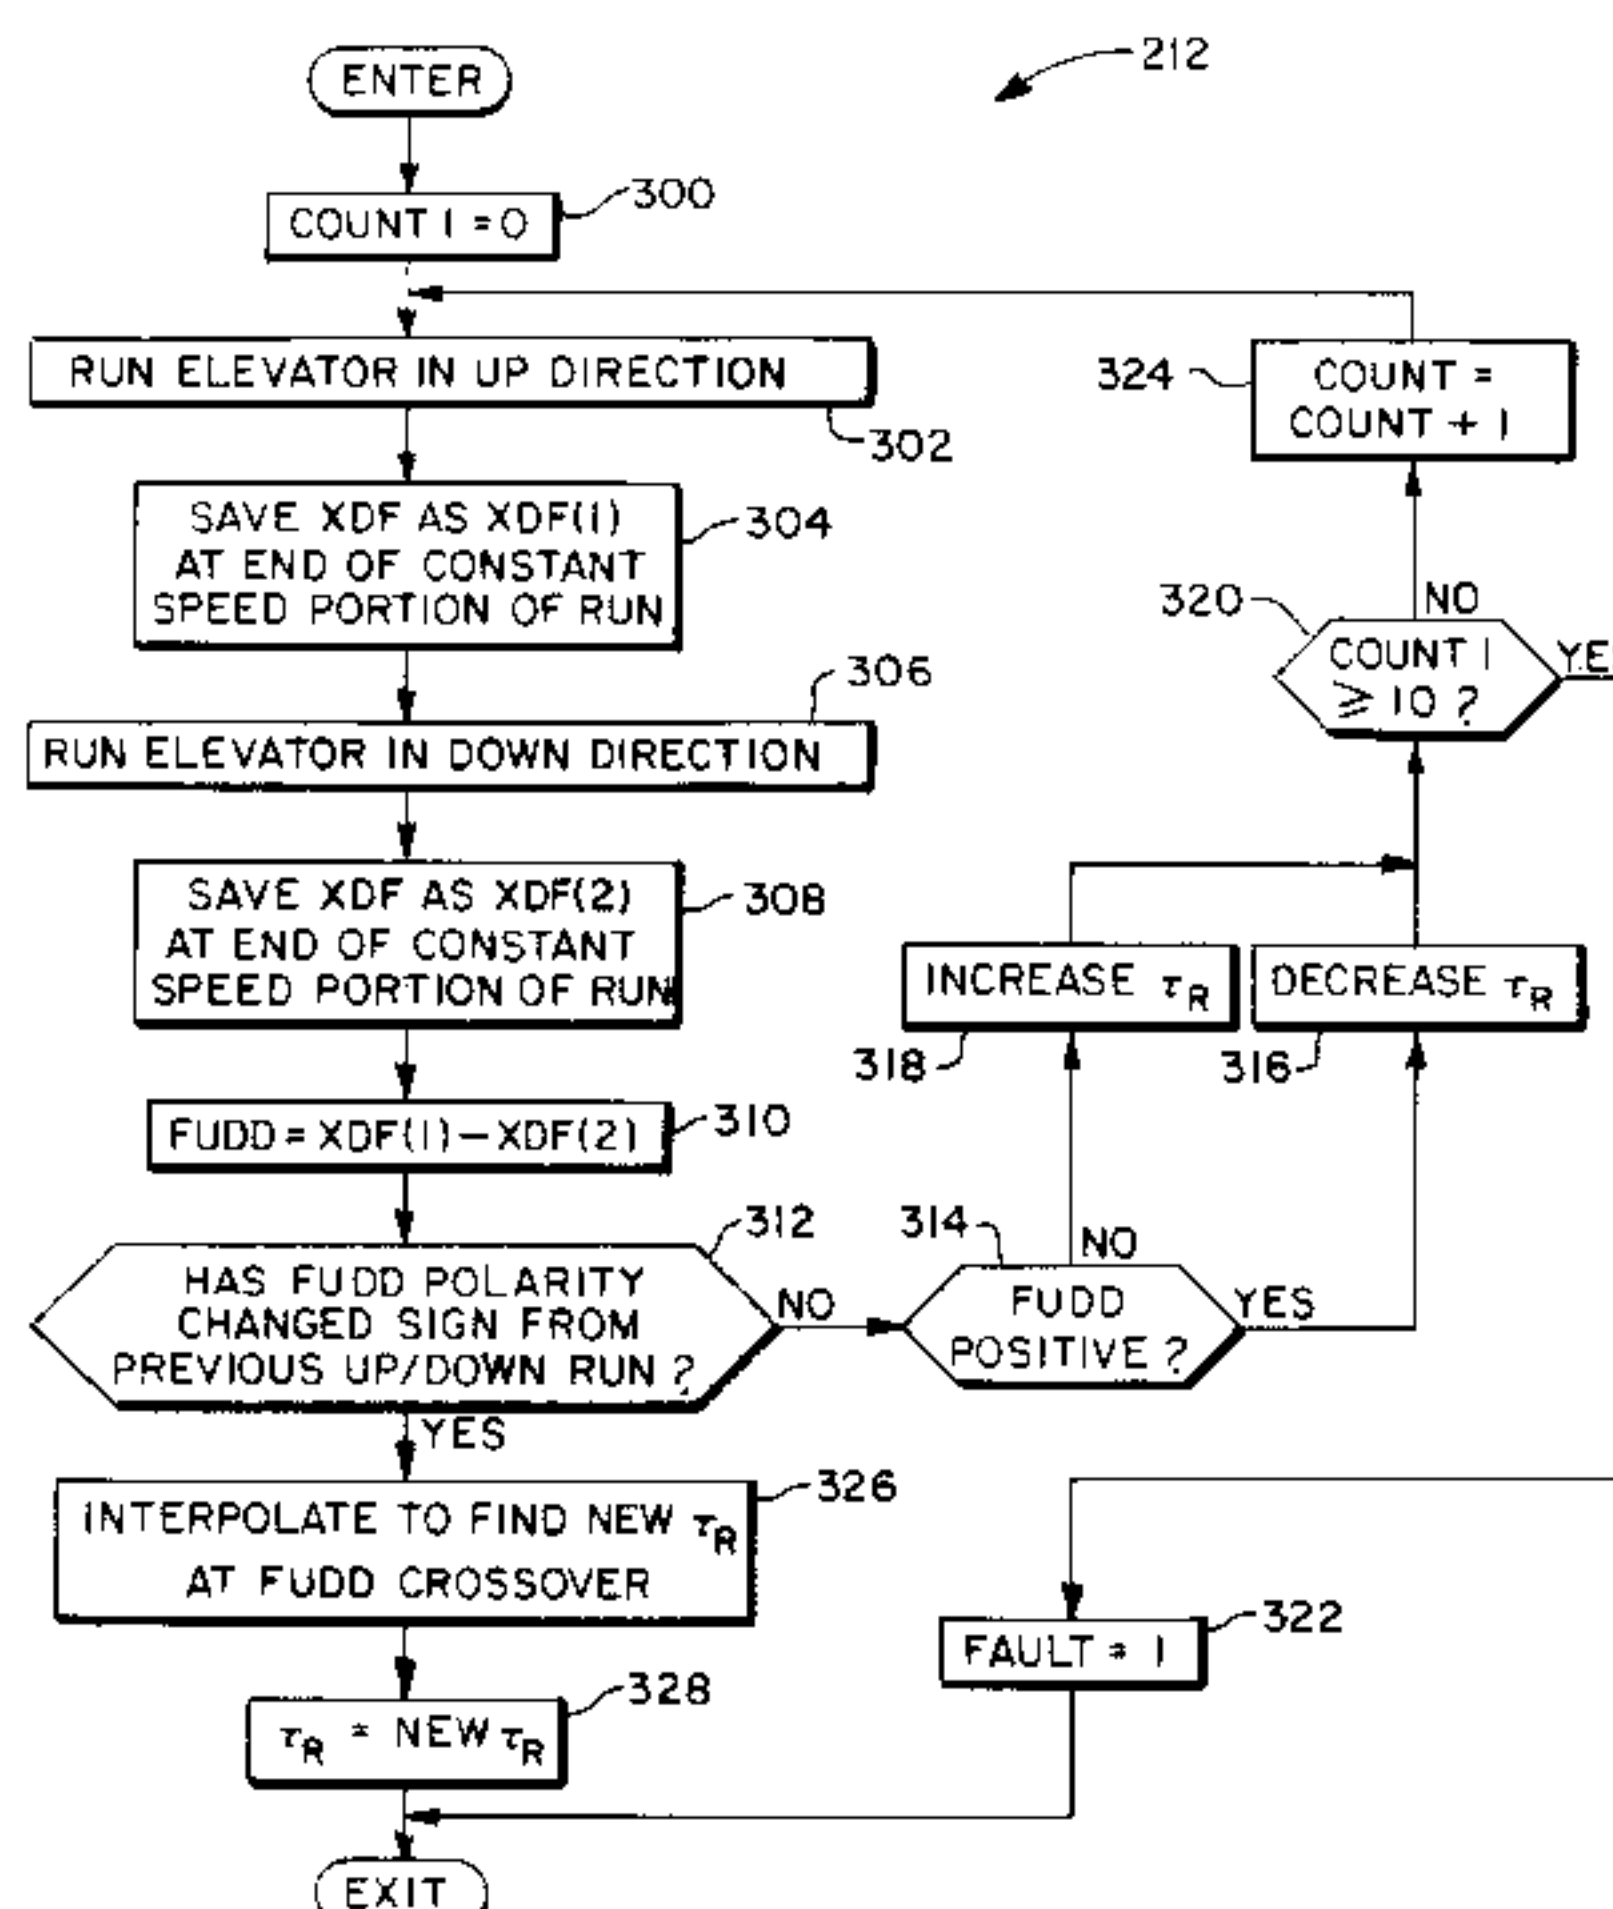 ENTER
212
COUNT 1 = 0
300
RUN ELEVATOR IN UP DIRECTION
302
SAVE XDF AS XDF(1)
AT END OF CONSTANT
SPEED PORTION OF RUN
304
RUN ELEVATOR IN DOWN DIRECTION
306
SAVE XDF AS XDF(2)
AT END OF CONSTANT
SPEED PORTION OF RUN
308
FUDD = XDF(1) – XDF(2)
310
HAS FUDD POLARITY
CHANGED SIGN FROM
PREVIOUS UP/DOWN RUN ?
312
NO
YES
FUDD
POSITIVE ?
314
NO
YES
INCREASE τR
318
DECREASE τR
316
COUNT 1
≥ 10 ?
320
NO
YE
COUNT =
COUNT + 1
324
INTERPOLATE TO FIND NEW τR
AT FUDD CROSSOVER
326
τR = NEW τR
328
FAULT = 1
322
EXIT